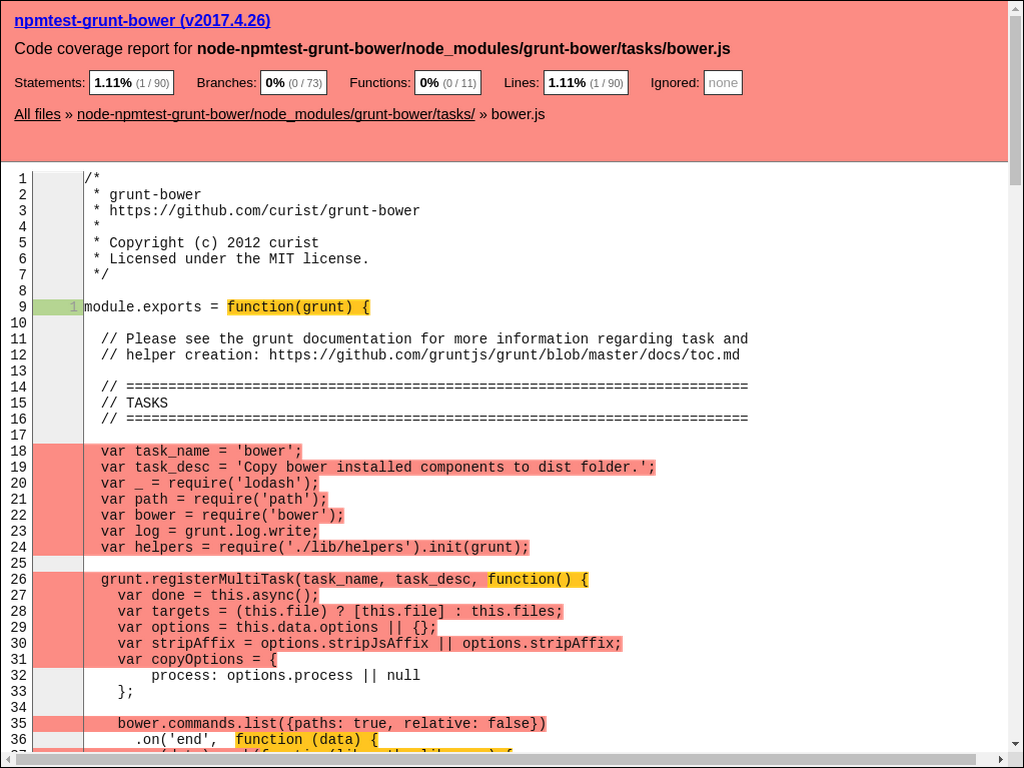 npmtest-grunt-bower (v2017.4.26)
Code coverage report for node-npmtest-grunt-bower/node_modules/grunt-bower/tasks/bower.js
Statements: 1.11% (1 / 90) Branches: 0% (0 / 73) Functions: 0% (0 / 11) Lines: 1.11% (1 / 90) Ignored: none
All files » node-npmtest-grunt-bower/node_modules/grunt-bower/tasks/ » bower.js
1 /*
2  * grunt-bower
3  * https://github.com/curist/grunt-bower
4  *
5  * Copyright (c) 2012 curist
6  * Licensed under the MIT license.
7  */
8
9 1 module.exports = function(grunt) {
10
11   // Please see the grunt documentation for more information regarding task and
12   // helper creation: https://github.com/gruntjs/grunt/blob/master/docs/toc.md
13
14   // ==========================================================================
15   // TASKS
16   // ==========================================================================
17
18   var task_name = 'bower';
19   var task_desc = 'Copy bower installed components to dist folder.';
20   var _ = require('lodash');
21   var path = require('path');
22   var bower = require('bower');
23   var log = grunt.log.write;
24   var helpers = require('./lib/helpers').init(grunt);
25
26   grunt.registerMultiTask(task_name, task_desc, function() {
27     var done = this.async();
28     var targets = (this.file) ? [this.file] : this.files;
29     var options = this.data.options || {};
30     var stripAffix = options.stripJsAffix || options.stripAffix;
31     var copyOptions = {
32         process: options.process || null
33     };
34
35     bower.commands.list({paths: true, relative: false})
36       .on('end',  function (data) {